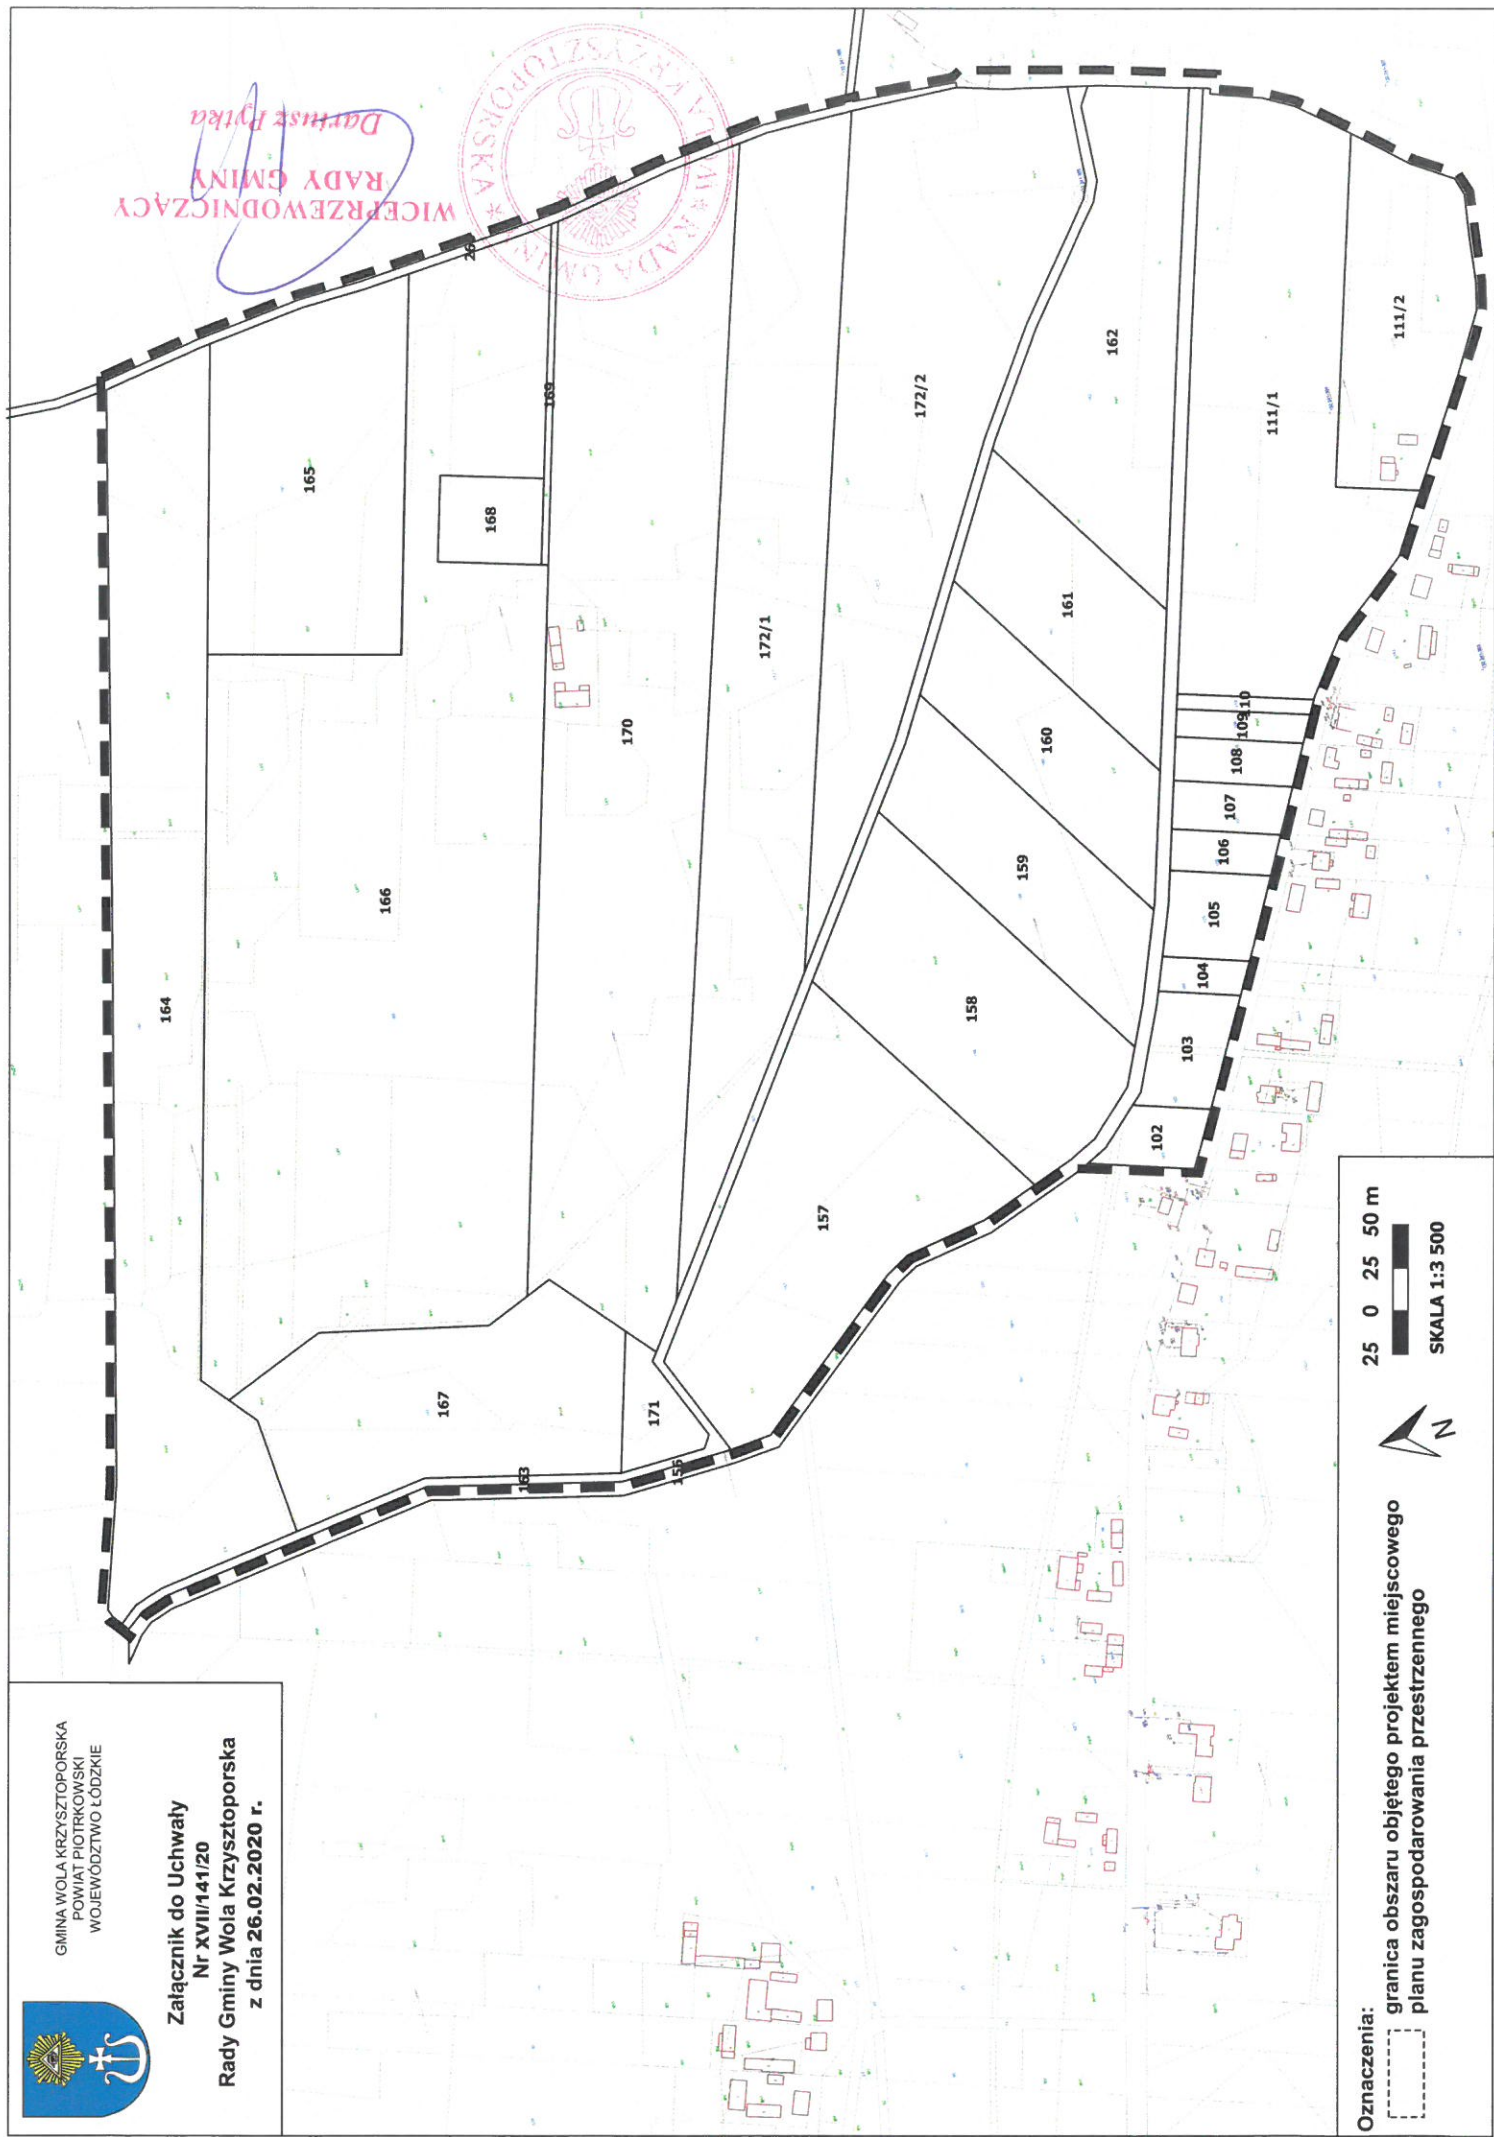 GMINA WOLA KRZYSZTOPORSKA
POWIAT PIOTRKOWSKI
WOJEWÓDZTWO ŁÓDZKIE
Załącznik do Uchwały
Nr XVII/141/20
Rady Gminy Wola Krzysztoporska
z dnia 26.02.2020 r.
WICEPRZEWODNICZĄCY
RADY GMINY
Dariusz Pytka
RADA GMINY
WOLA KRZYSZTOPORSKA
164
165
166
167
168
169
170
171
163
172/1
172/2
157
158
159
160
161
162
111/1
111/2
110
109
108
107
106
105
104
103
102
Oznaczenia:
granica obszaru objętego projektem miejscowego
planu zagospodarowania przestrzennego
N
25 0 25 50 m
SKALA 1:3 500